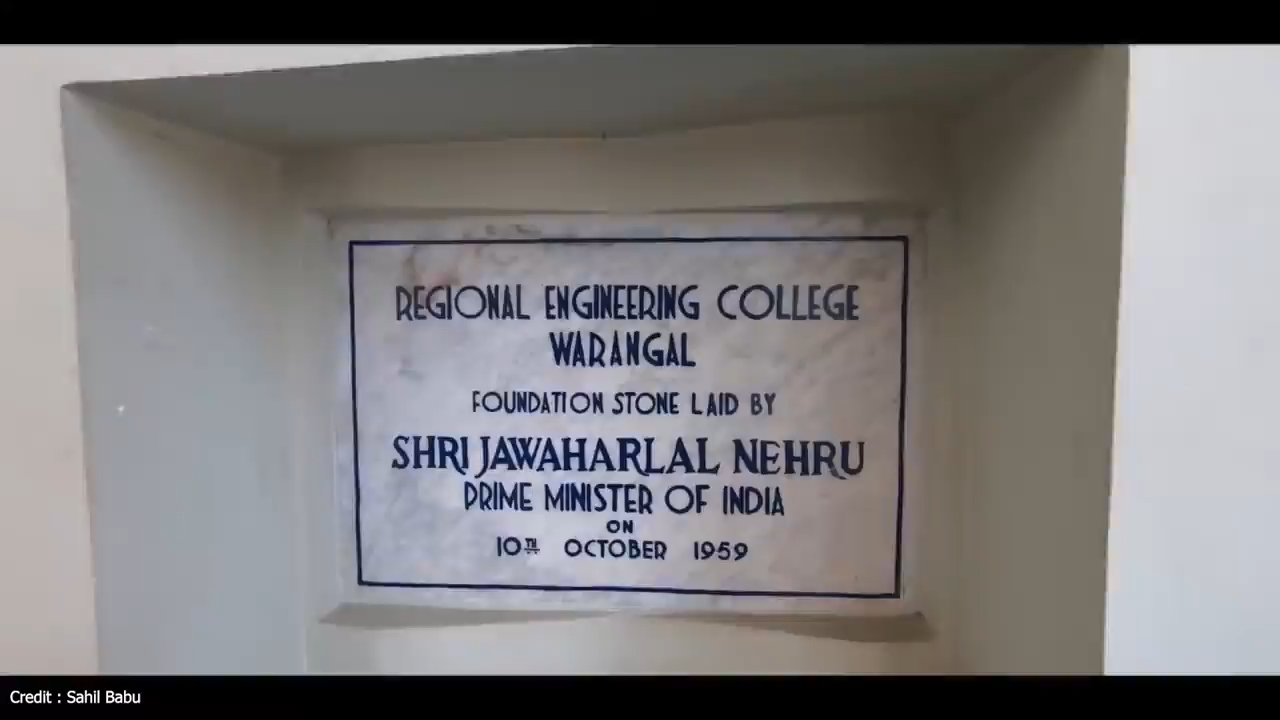 REGIONAL ENGINEERING COLLEGE
WARANGAL
FOUNDATION STONE LAID BY
SHRI JAWAHARLAL NEHRU
PRIME MINISTER OF INDIA
ON
10TH OCTOBER 1959
Credit : Sahil Babu